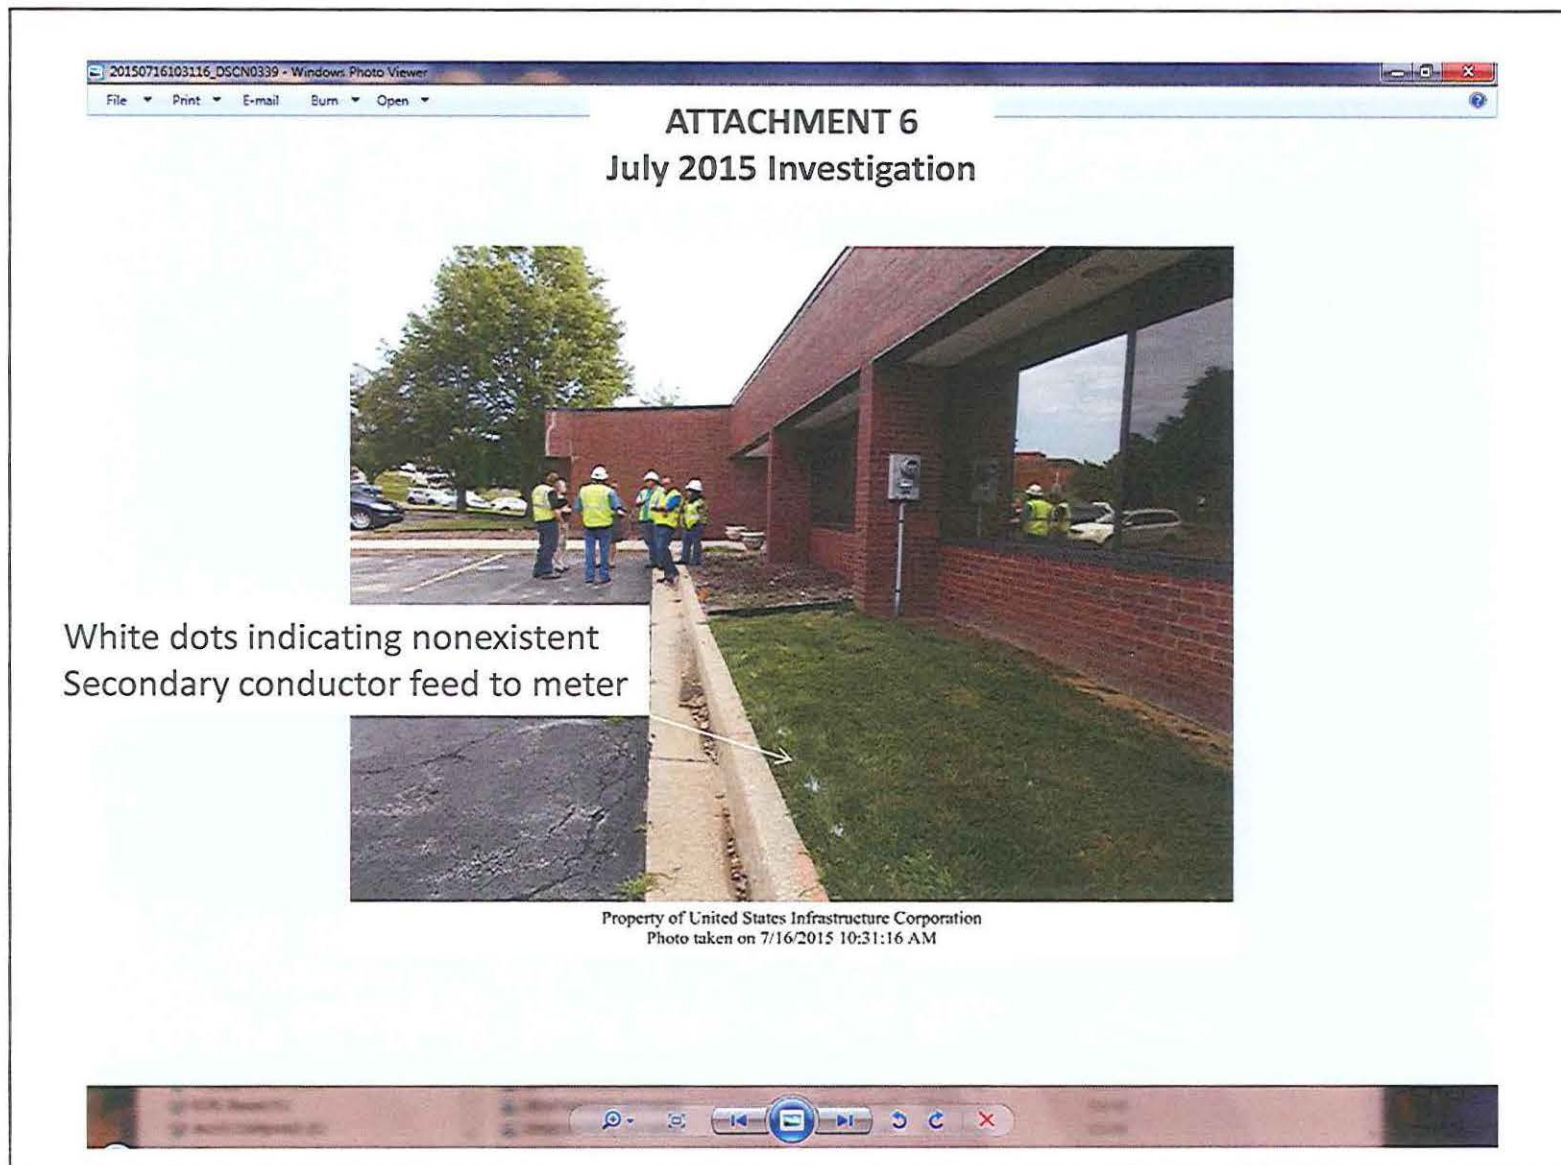 20150716103116_DSCN0339 - Windows Photo Viewer
File Print E-mail Burn Open
ATTACHMENT 6
July 2015 Investigation
White dots indicating nonexistent
Secondary conductor feed to meter
Property of United States Infrastructure Corporation
Photo taken on 7/16/2015 10:31:16 AM